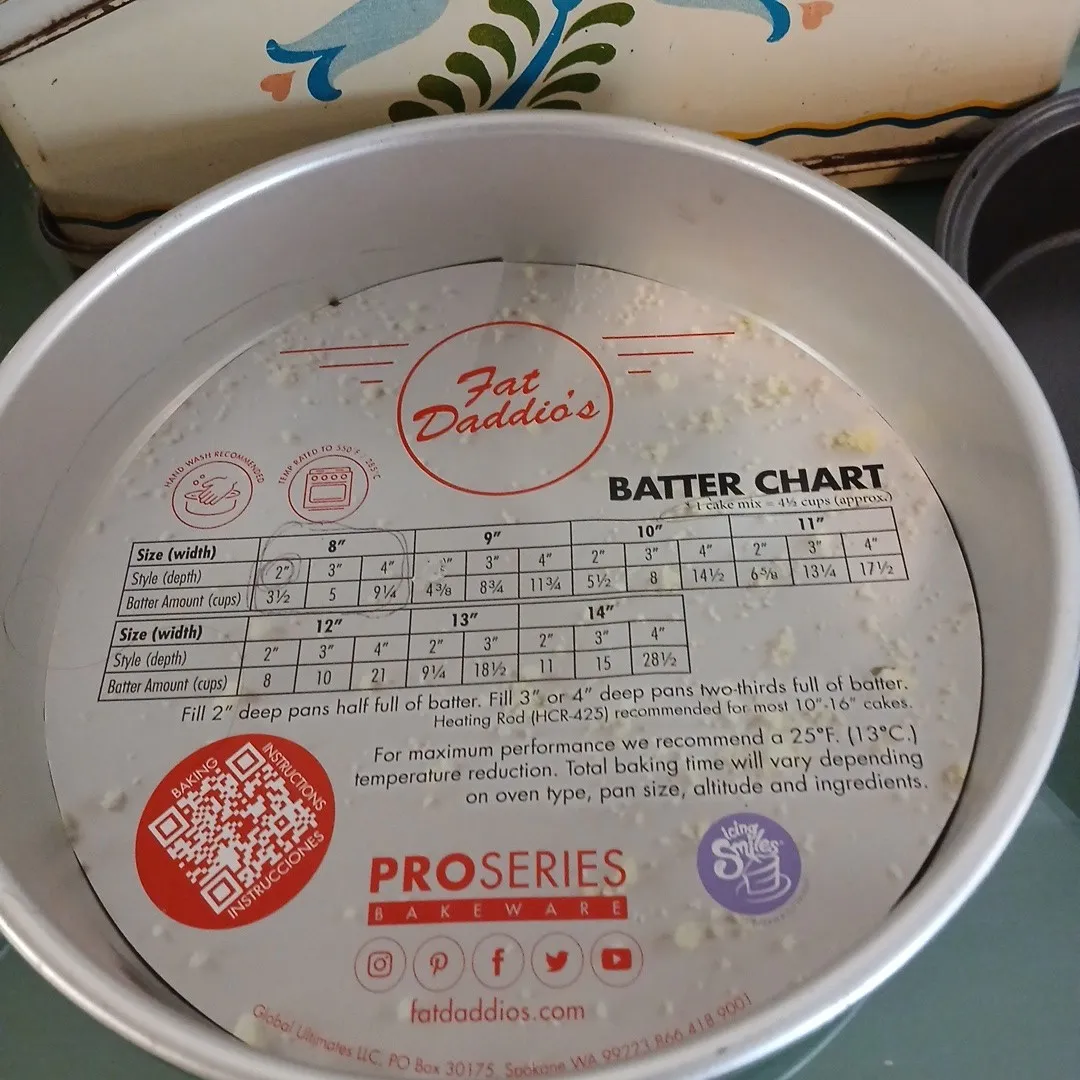 Fat
Daddio's
HAND WASH RECOMMENDED
TEMP RATED TO 550°F - 285°C
BATTER CHART
* 1 cake mix = 4½ cups (approx.)
Size (width) 8" 9" 10" 11"
Style (depth) 2" 3" 4" 3" 4" 2" 3" 4" 2" 3" 4"
Batter Amount (cups) 3½ 5 9¼ 4⅜ 8¾ 11¾ 5½ 8 14½ 6⅝ 13¼ 17½
Size (width) 12" 13" 14"
Style (depth) 2" 3" 4" 2" 3" 2" 3" 4"
Batter Amount (cups) 8 10 21 9¼ 18½ 11 15 28½
Fill 2" deep pans half full of batter. Fill 3" or 4" deep pans two-thirds full of batter.
Heating Rod (HCR-425) recommended for most 10"-16" cakes.
For maximum performance we recommend a 25°F. (13°C.)
temperature reduction. Total baking time will vary depending
on oven type, pan size, altitude and ingredients.
BAKING INSTRUCTIONS
INSTRUCCIONES
Icing
Smiles
PROSERIES
BAKEWARE
fatdaddios.com
Global Ultimates LLC, PO Box 30175, Spokane WA 99223 866.418.9001